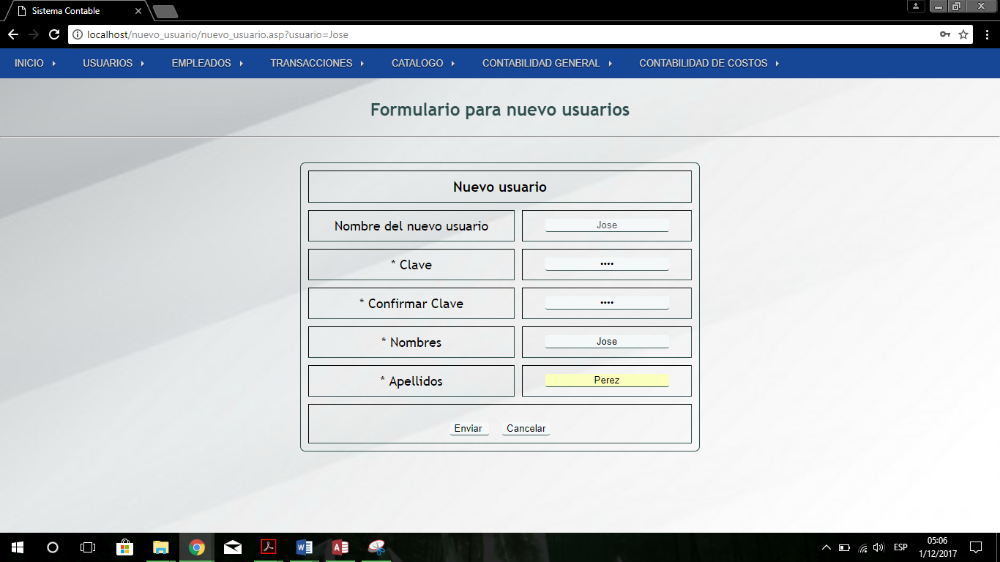 Sistema Contable
localhost/nuevo_usuario/nuevo_usuario.asp?usuario=Jose
INICIO USUARIOS EMPLEADOS TRANSACCIONES CATALOGO CONTABILIDAD GENERAL CONTABILIDAD DE COSTOS
Formulario para nuevo usuarios
Nuevo usuario
Nombre del nuevo usuario Jose
* Clave ••••
* Confirmar Clave ••••
* Nombres Jose
* Apellidos Perez
Enviar Cancelar
ESP 05:06
1/12/2017